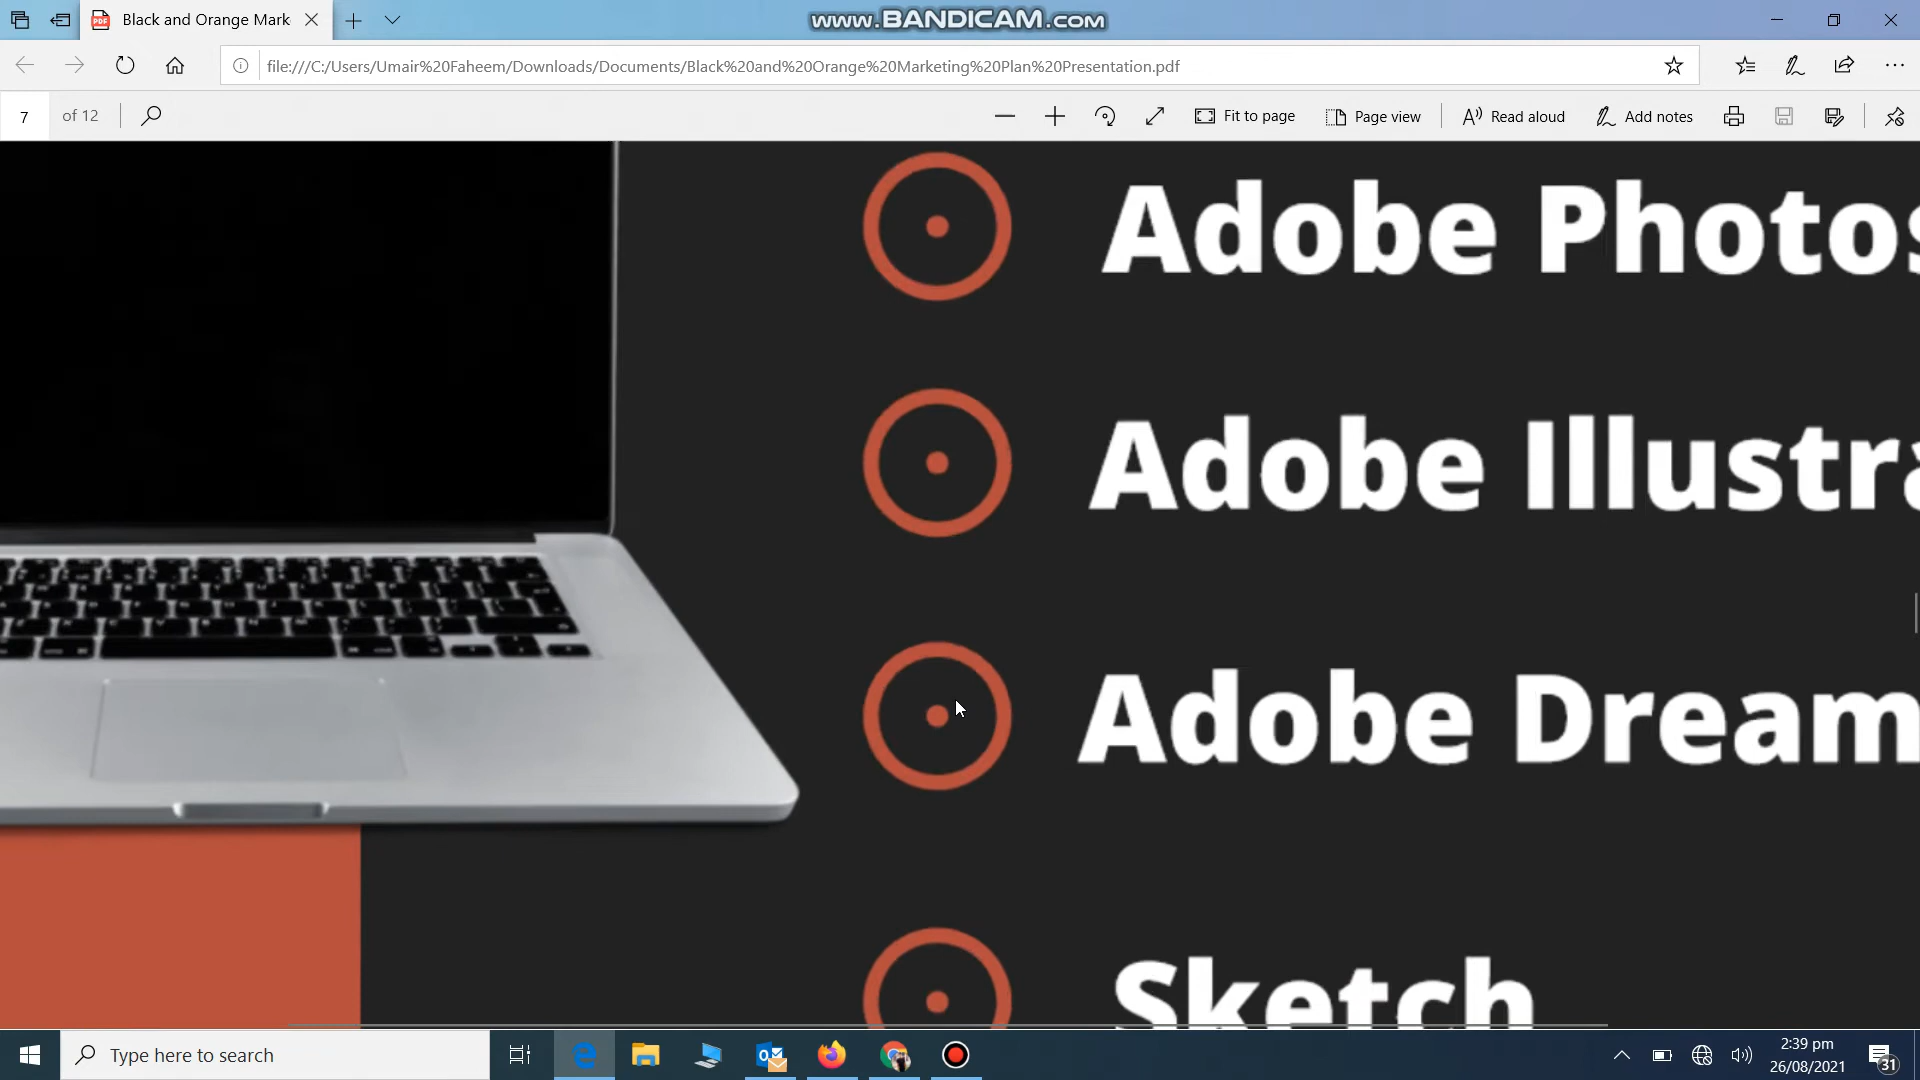 Black and Orange Mark
www.BANDICAM.com
file:///C:/Users/Umair%20Faheem/Downloads/Documents/Black%20and%20Orange%20Marketing%20Plan%20Presentation.pdf
7 of 12
Fit to page
Page view
Read aloud
Add notes
Adobe Photos
Adobe Illustra
Adobe Dream
Sketch
Type here to search
2:39 pm
26/08/2021
31